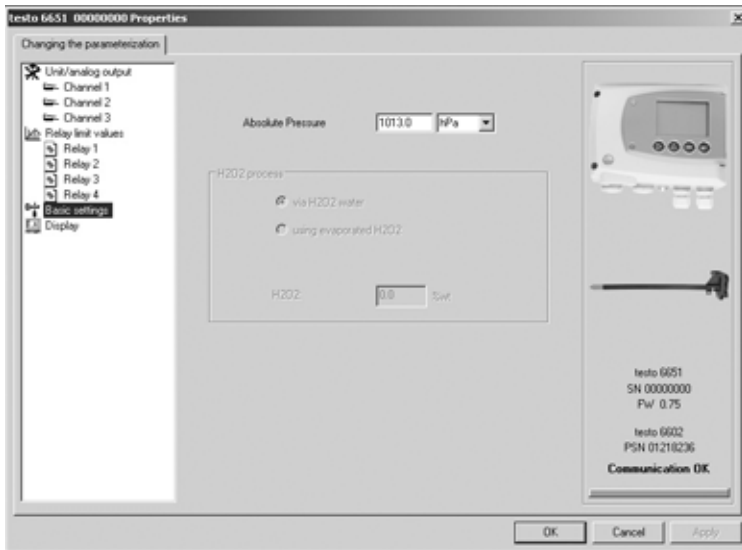 testo 6651 00000000 Properties
Changing the parameterization
Unit/analog output
Channel 1
Channel 2
Channel 3
Relay limit values
Relay 1
Relay 2
Relay 3
Relay 4
Basic settings
Display
Absolute Pressure 1013.0 hPa
H2O2 process
via H2O2 water
using evaporated H2O2
H2O2: 0.0 %wt
testo 6651
SN 00000000
FW 0.75
testo 6602
PSN 01218236
Communication OK
OK Cancel Apply